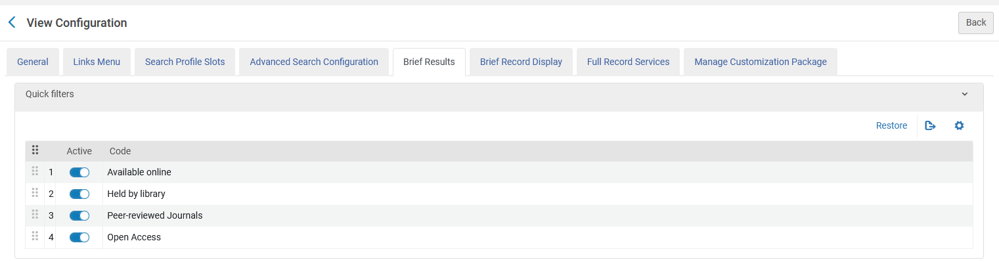 View Configuration
Back
General Links Menu Search Profile Slots Advanced Search Configuration Brief Results Brief Record Display Full Record Services Manage Customization Package
Quick filters
Restore
Active Code
1 Available online
2 Held by library
3 Peer-reviewed Journals
4 Open Access